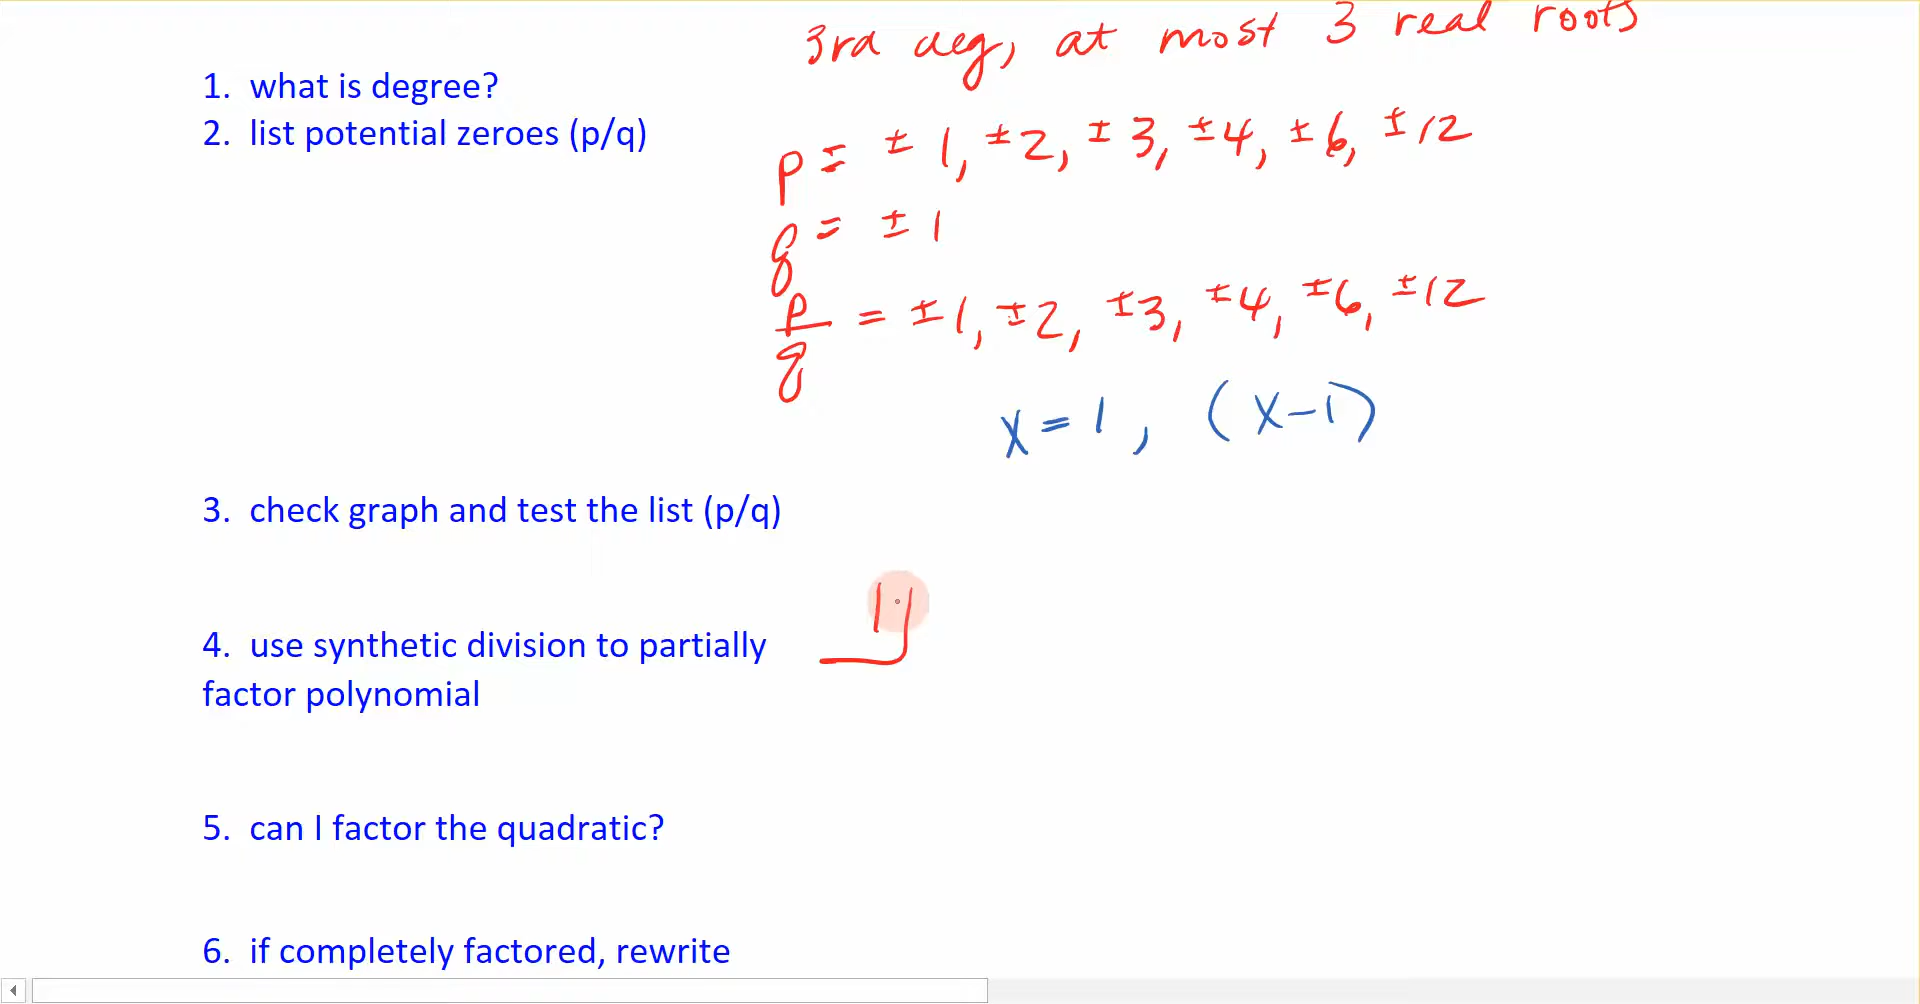 3rd deg, at most 3 real roots
1. what is degree?
2. list potential zeroes (p/q)
p = ± 1, ±2, ± 3, ±4, ±6, ±12
q = ± 1
p/q = ±1, ±2, ±3, ±4, ±6, ±12
x = 1, (x-1)
3. check graph and test the list (p/q)
1
4. use synthetic division to partially
factor polynomial
5. can I factor the quadratic?
6. if completely factored, rewrite